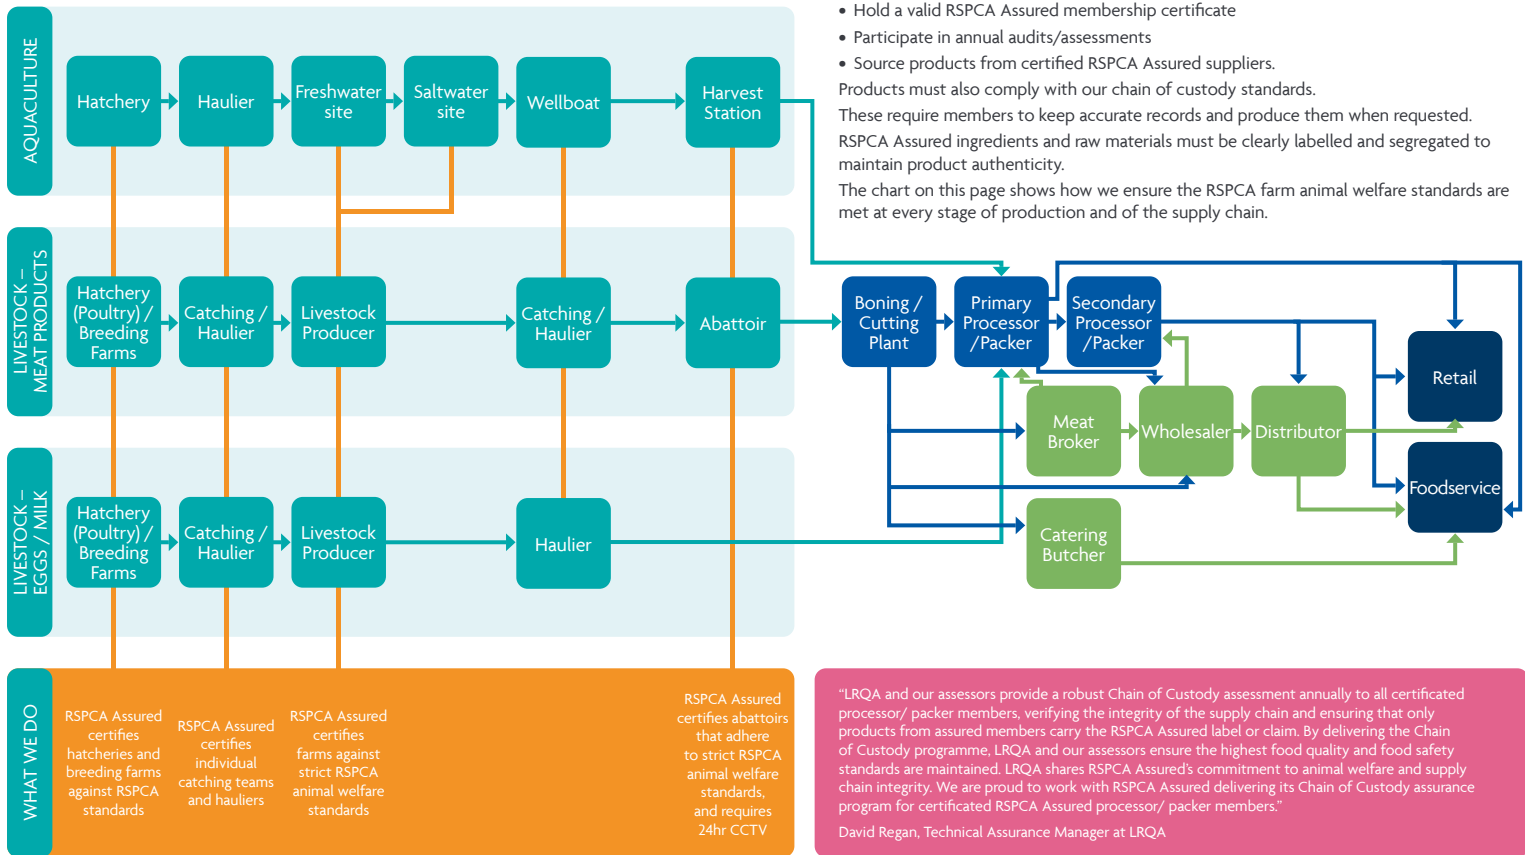 AQUACULTURE
Hatchery
Haulier
Freshwater
site
Saltwater
site
Wellboat
Harvest
Station
• Hold a valid RSPCA Assured membership certificate
• Participate in annual audits/assessments
• Source products from certified RSPCA Assured suppliers.
Products must also comply with our chain of custody standards.
These require members to keep accurate records and produce them when requested.
RSPCA Assured ingredients and raw materials must be clearly labelled and segregated to
maintain product authenticity.
The chart on this page shows how we ensure the RSPCA farm animal welfare standards are
met at every stage of production and of the supply chain.
LIVESTOCK –
MEAT PRODUCTS
Hatchery
(Poultry) /
Breeding
Farms
Catching /
Haulier
Livestock
Producer
Catching /
Haulier
Abattoir
Boning /
Cutting
Plant
Primary
Processor
/Packer
Secondary
Processor
/Packer
Retail
Meat
Broker
Wholesaler
Distributor
Foodservice
Catering
Butcher
LIVESTOCK –
EGGS / MILK
Hatchery
(Poultry) /
Breeding
Farms
Catching /
Haulier
Livestock
Producer
Haulier
WHAT WE DO
RSPCA Assured
certifies
hatcheries and
breeding farms
against RSPCA
standards
RSPCA Assured
certifies
individual
catching teams
and hauliers
RSPCA Assured
certifies
farms against
strict RSPCA
animal welfare
standards
RSPCA Assured
certifies abattoirs
that adhere
to strict RSPCA
animal welfare
standards,
and requires
24hr CCTV
“LRQA and our assessors provide a robust Chain of Custody assessment annually to all certificated
processor/ packer members, verifying the integrity of the supply chain and ensuring that only
products from assured members carry the RSPCA Assured label or claim. By delivering the Chain
of Custody programme, LRQA and our assessors ensure the highest food quality and food safety
standards are maintained. LRQA shares RSPCA Assured’s commitment to animal welfare and supply
chain integrity. We are proud to work with RSPCA Assured delivering its Chain of Custody assurance
program for certificated RSPCA Assured processor/ packer members.”
David Regan, Technical Assurance Manager at LRQA